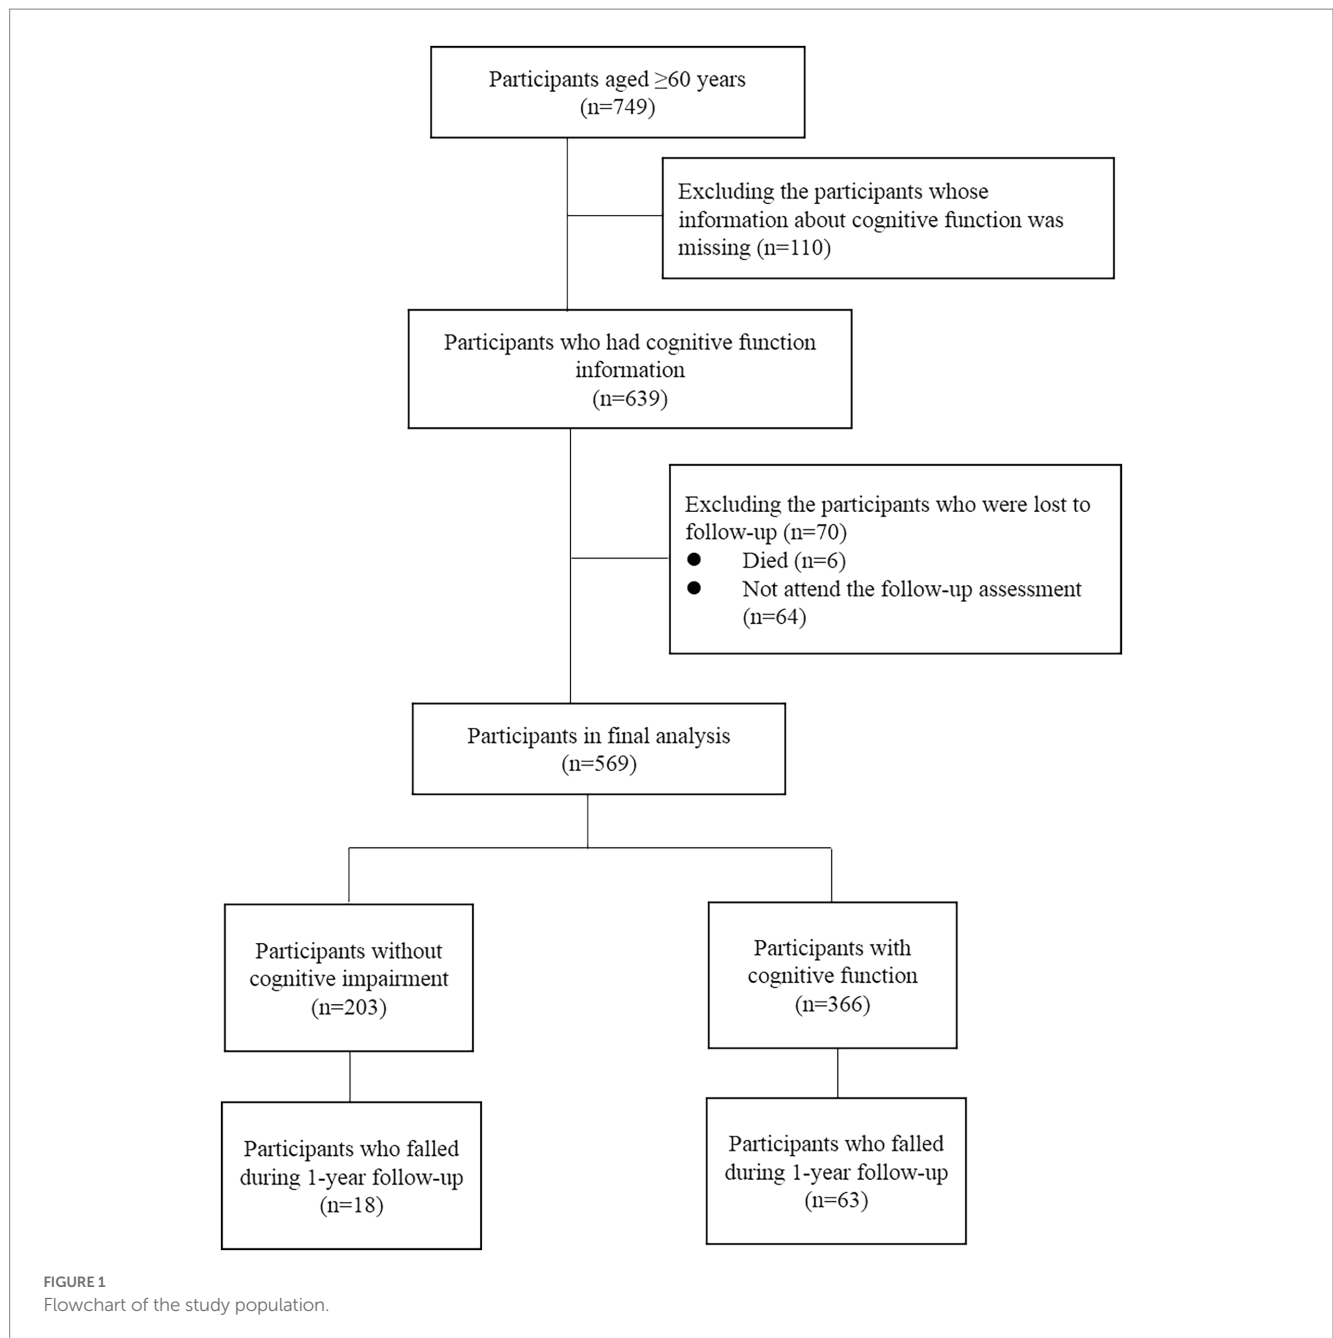 Participants aged ≥60 years
(n=749)
Excluding the participants whose
information about cognitive function was
missing (n=110)
Participants who had cognitive function
information
(n=639)
Excluding the participants who were lost to
follow-up (n=70)
● Died (n=6)
● Not attend the follow-up assessment
(n=64)
Participants in final analysis
(n=569)
Participants without
cognitive impairment
(n=203)
Participants with
cognitive function
(n=366)
Participants who falled
during 1-year follow-up
(n=18)
Participants who falled
during 1-year follow-up
(n=63)
FIGURE 1
Flowchart of the study population.